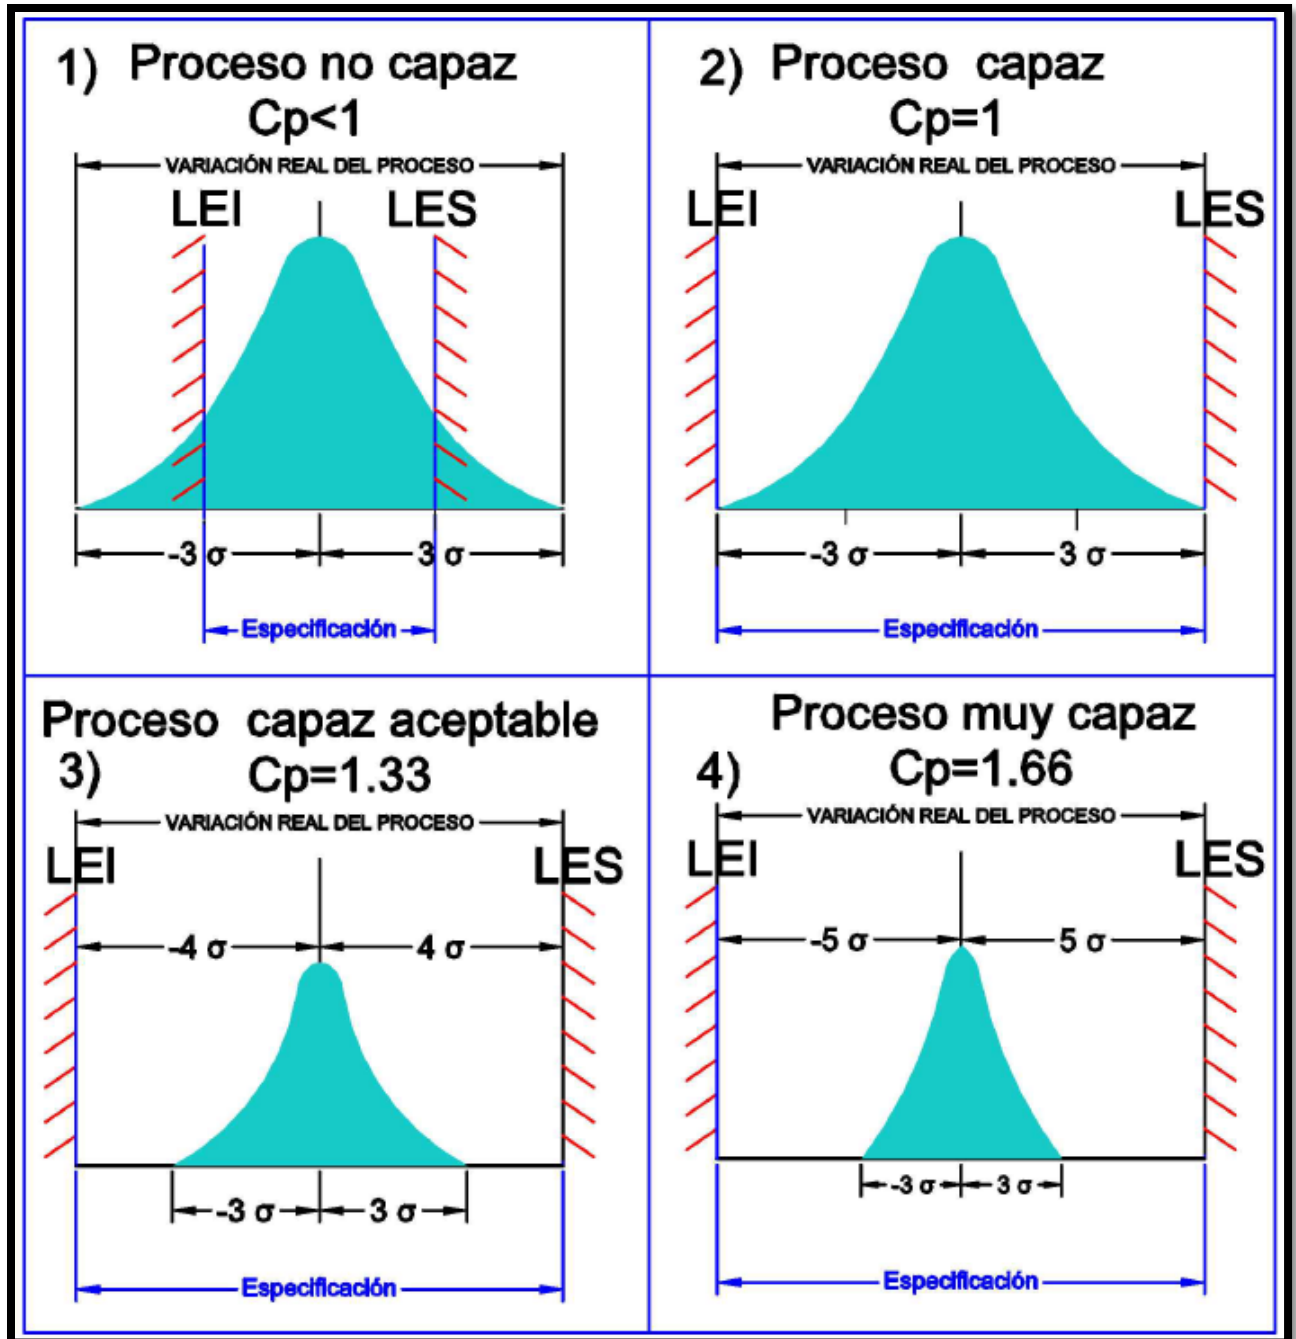 1) Proceso no capaz
Cp<1
VARIACIÓN REAL DEL PROCESO
LEI LES
-3 σ 3 σ
Especificación
2) Proceso capaz
Cp=1
VARIACIÓN REAL DEL PROCESO
LEI LES
-3 σ 3 σ
Especificación
Proceso capaz aceptable
3) Cp=1.33
VARIACIÓN REAL DEL PROCESO
LEI LES
-4 σ 4 σ
-3 σ 3 σ
Especificación
Proceso muy capaz
4) Cp=1.66
VARIACIÓN REAL DEL PROCESO
LEI LES
-5 σ 5 σ
-3 σ 3 σ
Especificación